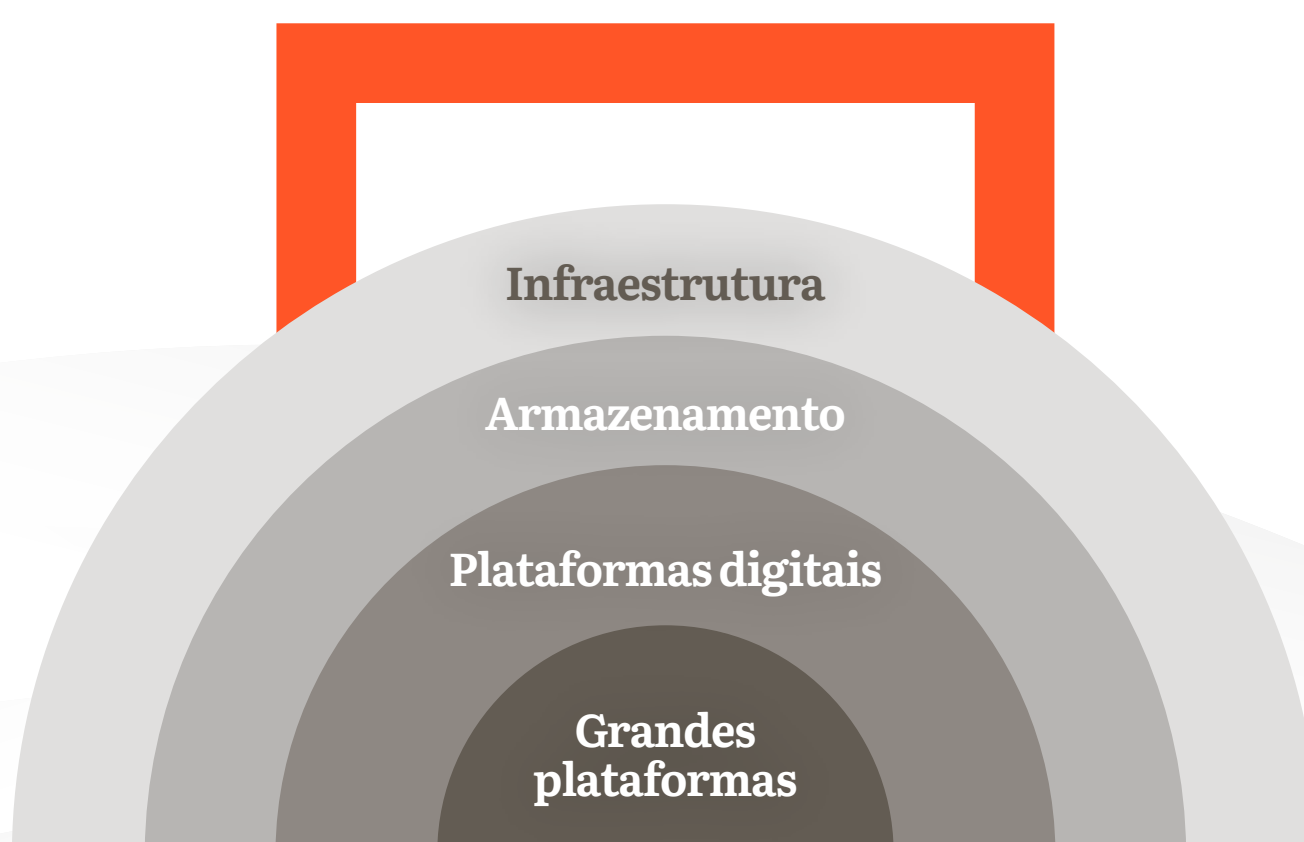 Infraestrutura
Armazenamento
Plataformas digitais
Grandes
plataformas